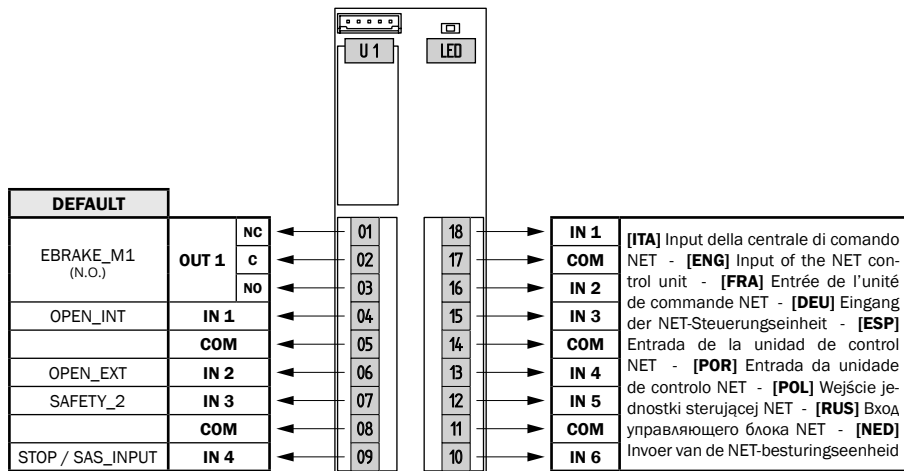 U 1 LED
DEFAULT
EBRAKE_M1
(N.O.)
OUT 1
NC 01
C 02
NO 03
OPEN_INT IN 1 04
COM 05
OPEN_EXT IN 2 06
SAFETY_2 IN 3 07
COM 08
STOP / SAS_INPUT IN 4 09
18 IN 1
17 COM
16 IN 2
15 IN 3
14 COM
13 IN 4
12 IN 5
11 COM
10 IN 6
[ITA] Input della centrale di comando
NET - [ENG] Input of the NET con-
trol unit - [FRA] Entrée de l'unité
de commande NET - [DEU] Eingang
der NET-Steuerungseinheit - [ESP]
Entrada de la unidad de control
NET - [POR] Entrada da unidade
de controlo NET - [POL] Wejście je-
dnostki sterującej NET - [RUS] Вход
управляющего блока NET - [NED]
Invoer van de NET-besturingseenheid